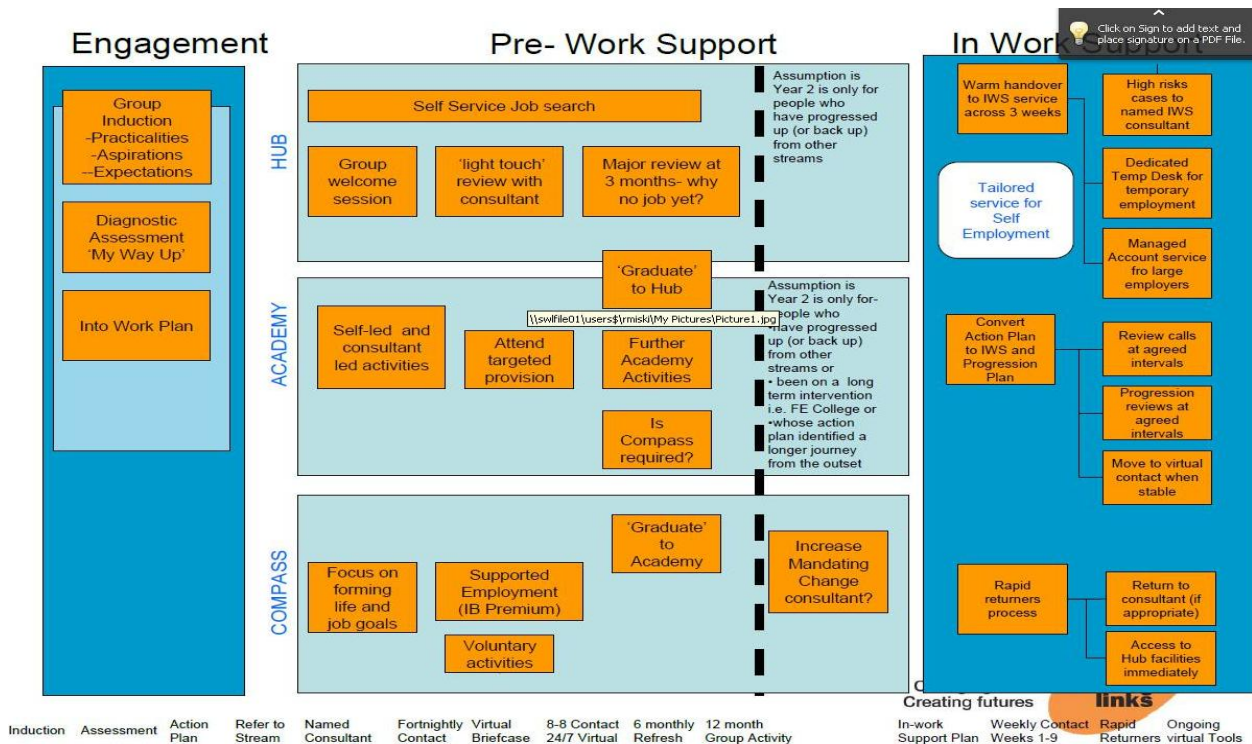 Engagement
Pre- Work Support
In Work Support
Click on Sign to add text and
place signature on a PDF File.
Group
Induction
-Practicalities
-Aspirations
--Expectations
Diagnostic
Assessment
'My Way Up'
Into Work Plan
HUB
Self Service Job search
Group
welcome
session
'light touch'
review with
consultant
Major review at
3 months- why
no job yet?
Assumption is
Year 2 is only for
people who
have progressed
up (or back up)
from other
streams
'Graduate'
to Hub
\\swlfile01\users$\rmiski\My Pictures\Picture1.jpg
ACADEMY
Self-led and
consultant
led activities
Attend
targeted
provision
Further
Academy
Activities
Is
Compass
required?
Assumption is
Year 2 is only for-
people who
•have progressed
up (or back up)
from other
streams or
• been on a long
term intervention
i.e. FE College or
•whose action
plan identified a
longer journey
from the outset
COMPASS
Focus on
forming
life and
job goals
Supported
Employment
(IB Premium)
Voluntary
activities
'Graduate'
to
Academy
Increase
Mandating
Change
consultant?
Warm handover
to IWS service
across 3 weeks
High risks
cases to
named IWS
consultant
Tailored
service for
Self
Employment
Dedicated
Temp Desk for
temporary
employment
Managed
Account service
fro large
employers
Convert
Action Plan
to IWS and
Progression
Plan
Review calls
at agreed
intervals
Progression
reviews at
agreed
intervals
Move to virtual
contact when
stable
Rapid
returners
process
Return to
consultant (if
appropriate)
Access to
Hub facilities
immediately
Creating futures
links
Induction
Assessment
Action
Plan
Refer to
Stream
Named
Consultant
Fortnightly
Contact
Virtual
Briefcase
8-8 Contact
24/7 Virtual
6 monthly
Refresh
12 month
Group Activity
In-work
Support Plan
Weekly Contact
Weeks 1-9
Rapid
Returners
Ongoing
virtual Tools